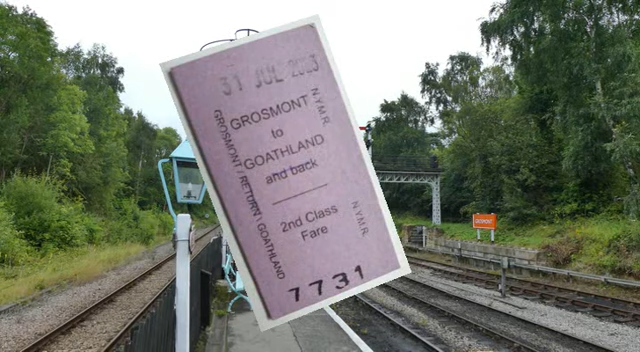 31 JUL 2013
GROSMONT
to
GOATHLAND
and back
2nd Class
Fare
7731
GROSMONT / RETURN / GOATHLAND
N.Y.M.R.
N.Y.M.R.